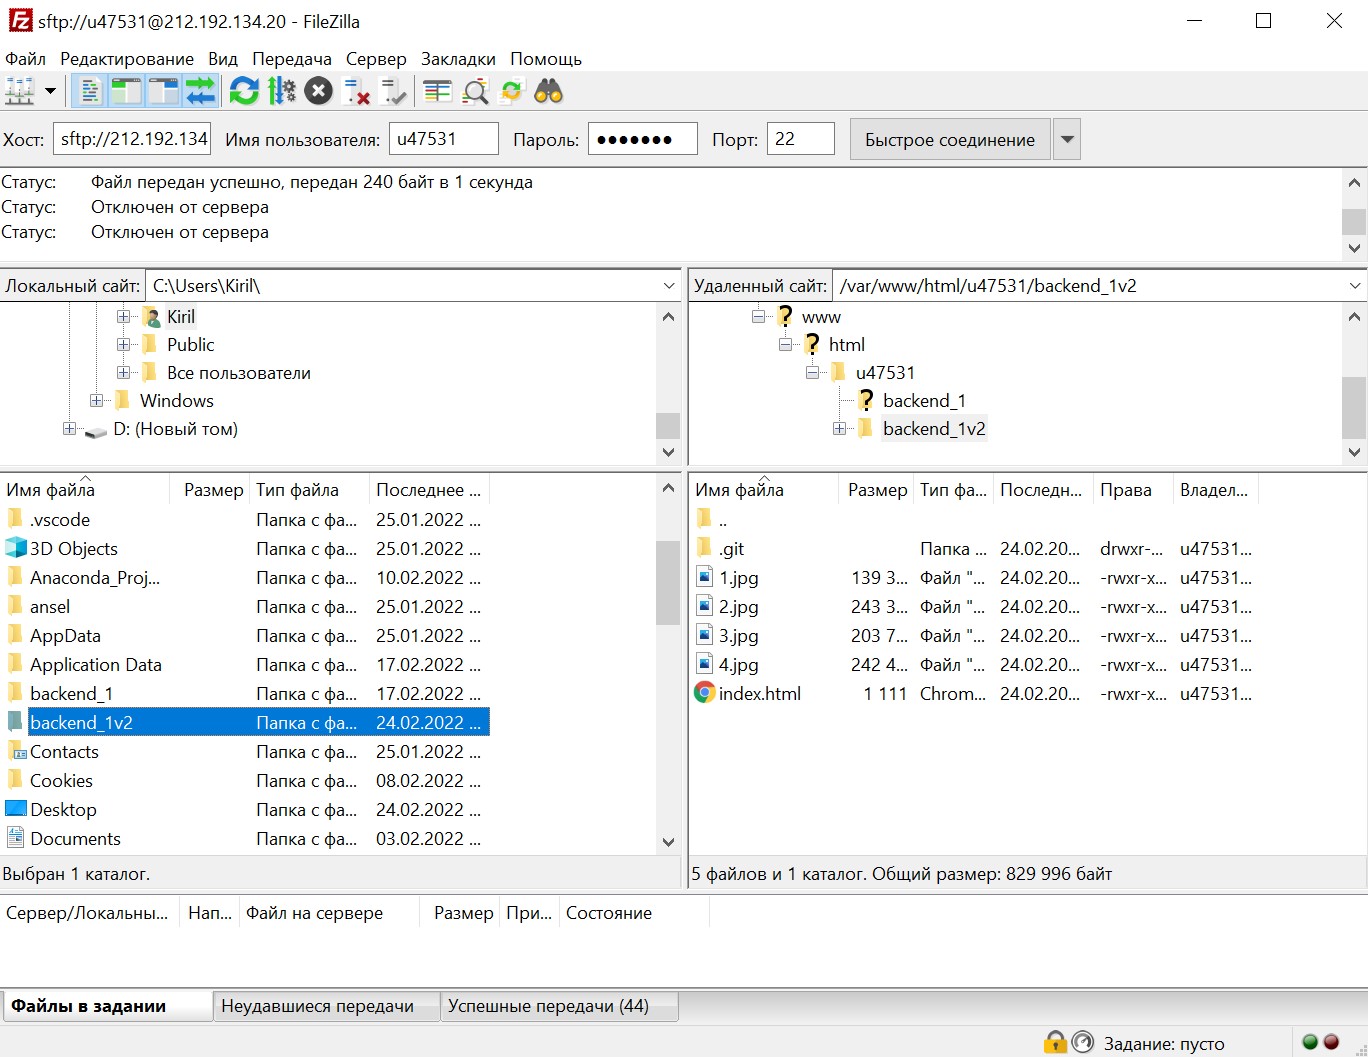 sftp://u47531@212.192.134.20 - FileZilla
Файл Редактирование Вид Передача Сервер Закладки Помощь
Хост: sftp://212.192.134 Имя пользователя: u47531 Пароль: ●●●●●●● Порт: 22 Быстрое соединение
Статус: Файл передан успешно, передан 240 байт в 1 секунда
Статус: Отключен от сервера
Статус: Отключен от сервера
Локальный сайт: C:\Users\Kiril\
Kiril
Public
Все пользователи
Windows
D: (Новый том)
Удаленный сайт: /var/www/html/u47531/backend_1v2
www
html
u47531
backend_1
backend_1v2
Имя файла Размер Тип файла Последнее ...
.vscode Папка с фа... 25.01.2022 ...
3D Objects Папка с фа... 25.01.2022 ...
Anaconda_Proj... Папка с фа... 10.02.2022 ...
ansel Папка с фа... 25.01.2022 ...
AppData Папка с фа... 25.01.2022 ...
Application Data Папка с фа... 17.02.2022 ...
backend_1 Папка с фа... 17.02.2022 ...
backend_1v2 Папка с фа... 24.02.2022 ...
Contacts Папка с фа... 25.01.2022 ...
Cookies Папка с фа... 08.02.2022 ...
Desktop Папка с фа... 24.02.2022 ...
Documents Папка с фа... 03.02.2022 ...
Выбран 1 каталог.
Имя файла Размер Тип фа... Последн... Права Владел...
..
.git Папка ... 24.02.20... drwxr-... u47531...
1.jpg 139 3... Файл "... 24.02.20... -rwxr-x... u47531...
2.jpg 243 3... Файл "... 24.02.20... -rwxr-x... u47531...
3.jpg 203 7... Файл "... 24.02.20... -rwxr-x... u47531...
4.jpg 242 4... Файл "... 24.02.20... -rwxr-x... u47531...
index.html 1 111 Chrom... 24.02.20... -rwxr-x... u47531...
5 файлов и 1 каталог. Общий размер: 829 996 байт
Сервер/Локальны... Нап... Файл на сервере Размер При... Состояние
Файлы в задании Неудавшиеся передачи Успешные передачи (44)
Задание: пусто